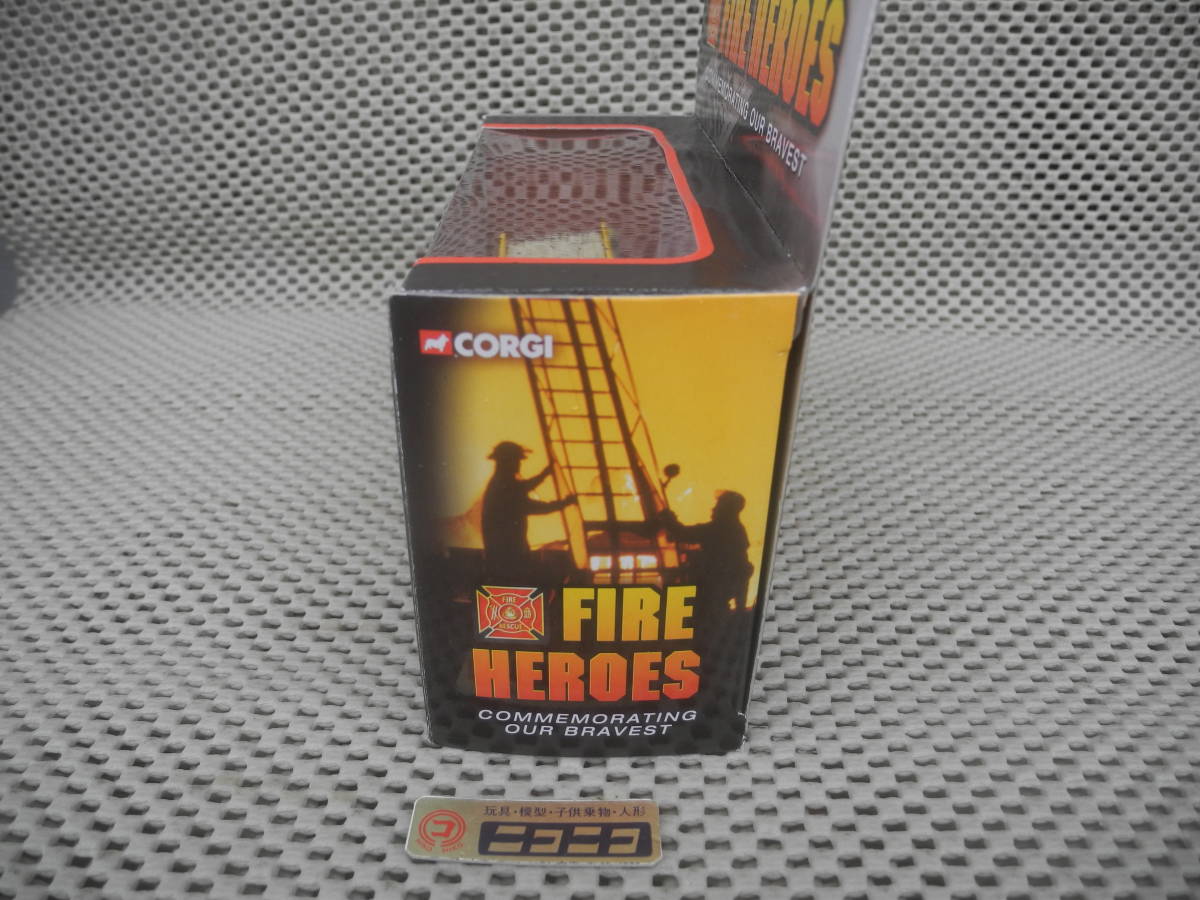 FIRE HEROES
COMMEMORATING OUR BRAVEST
CORGI
FIRE
RESCUE
FIRE
HEROES
COMMEMORATING
OUR BRAVEST
玩具・模型・子供乗物・人形
コ
ニコニコ